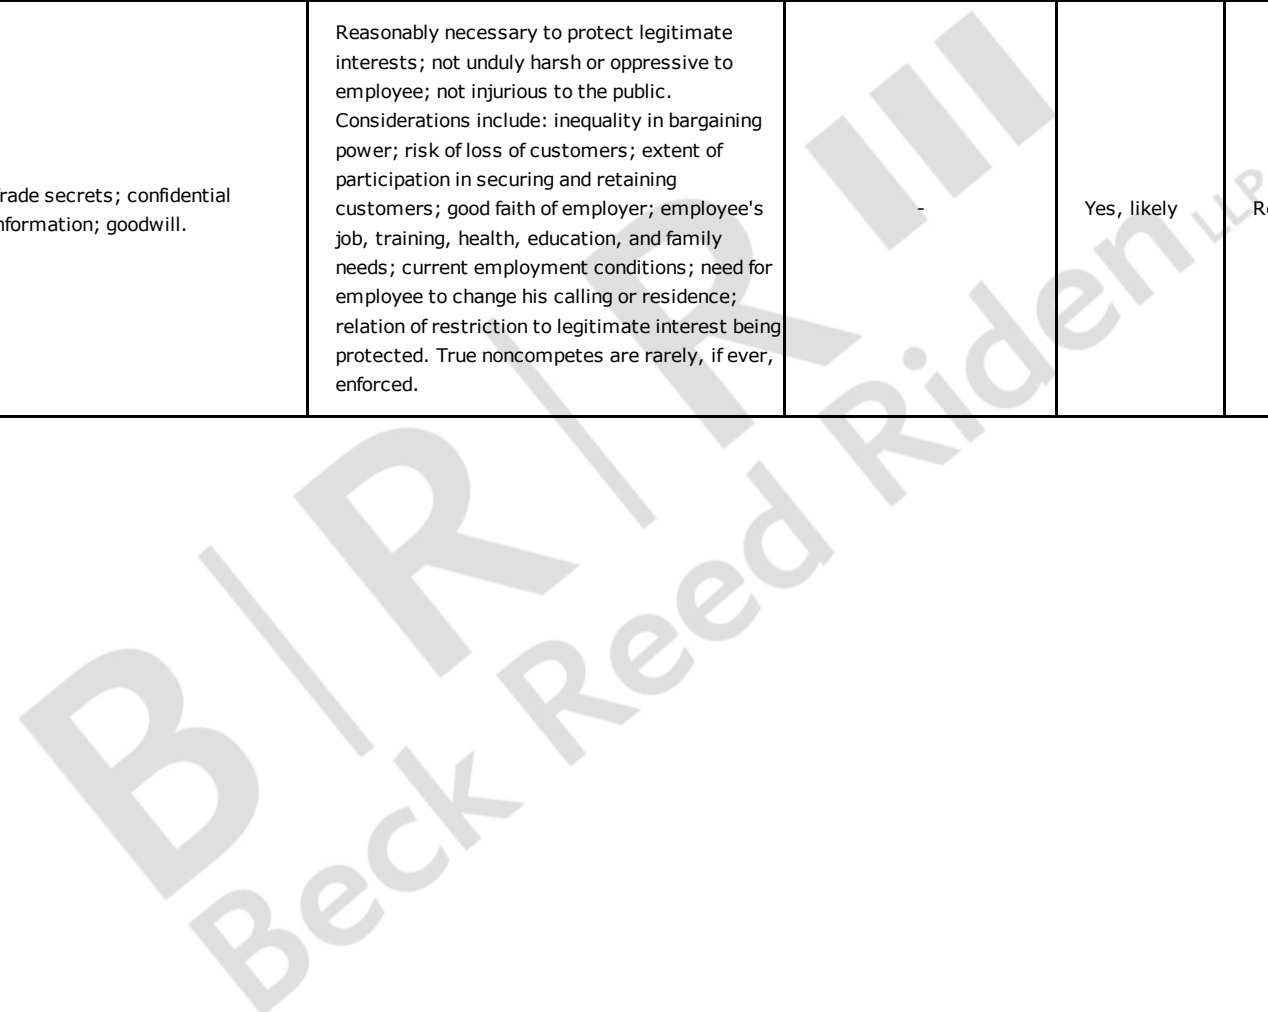 rade secrets; confidential
nformation; goodwill.
Reasonably necessary to protect legitimate
interests; not unduly harsh or oppressive to
employee; not injurious to the public.
Considerations include: inequality in bargaining
power; risk of loss of customers; extent of
participation in securing and retaining
customers; good faith of employer; employee's
job, training, health, education, and family
needs; current employment conditions; need for
employee to change his calling or residence;
relation of restriction to legitimate interest being
protected. True noncompetes are rarely, if ever,
enforced.
-
Yes, likely
B|R|R
Beck Reed Riden LLP